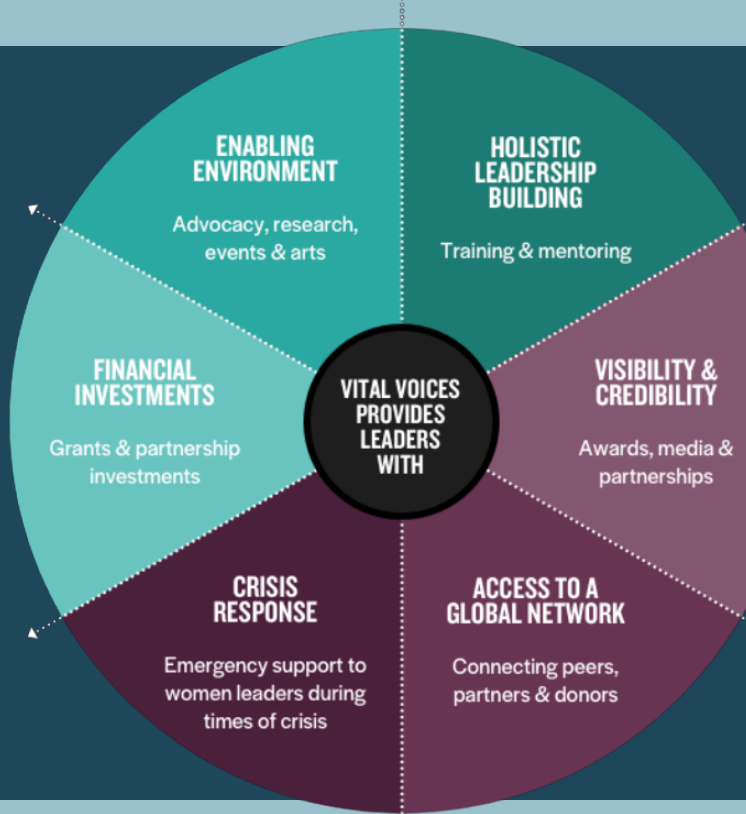 ENABLING
ENVIRONMENT
Advocacy, research,
events & arts
HOLISTIC
LEADERSHIP
BUILDING
Training & mentoring
FINANCIAL
INVESTMENTS
Grants & partnership
investments
VITAL VOICES
PROVIDES
LEADERS
WITH
VISIBILITY &
CREDIBILITY
Awards, media &
partnerships
CRISIS
RESPONSE
Emergency support to
women leaders during
times of crisis
ACCESS TO A
GLOBAL NETWORK
Connecting peers,
partners & donors